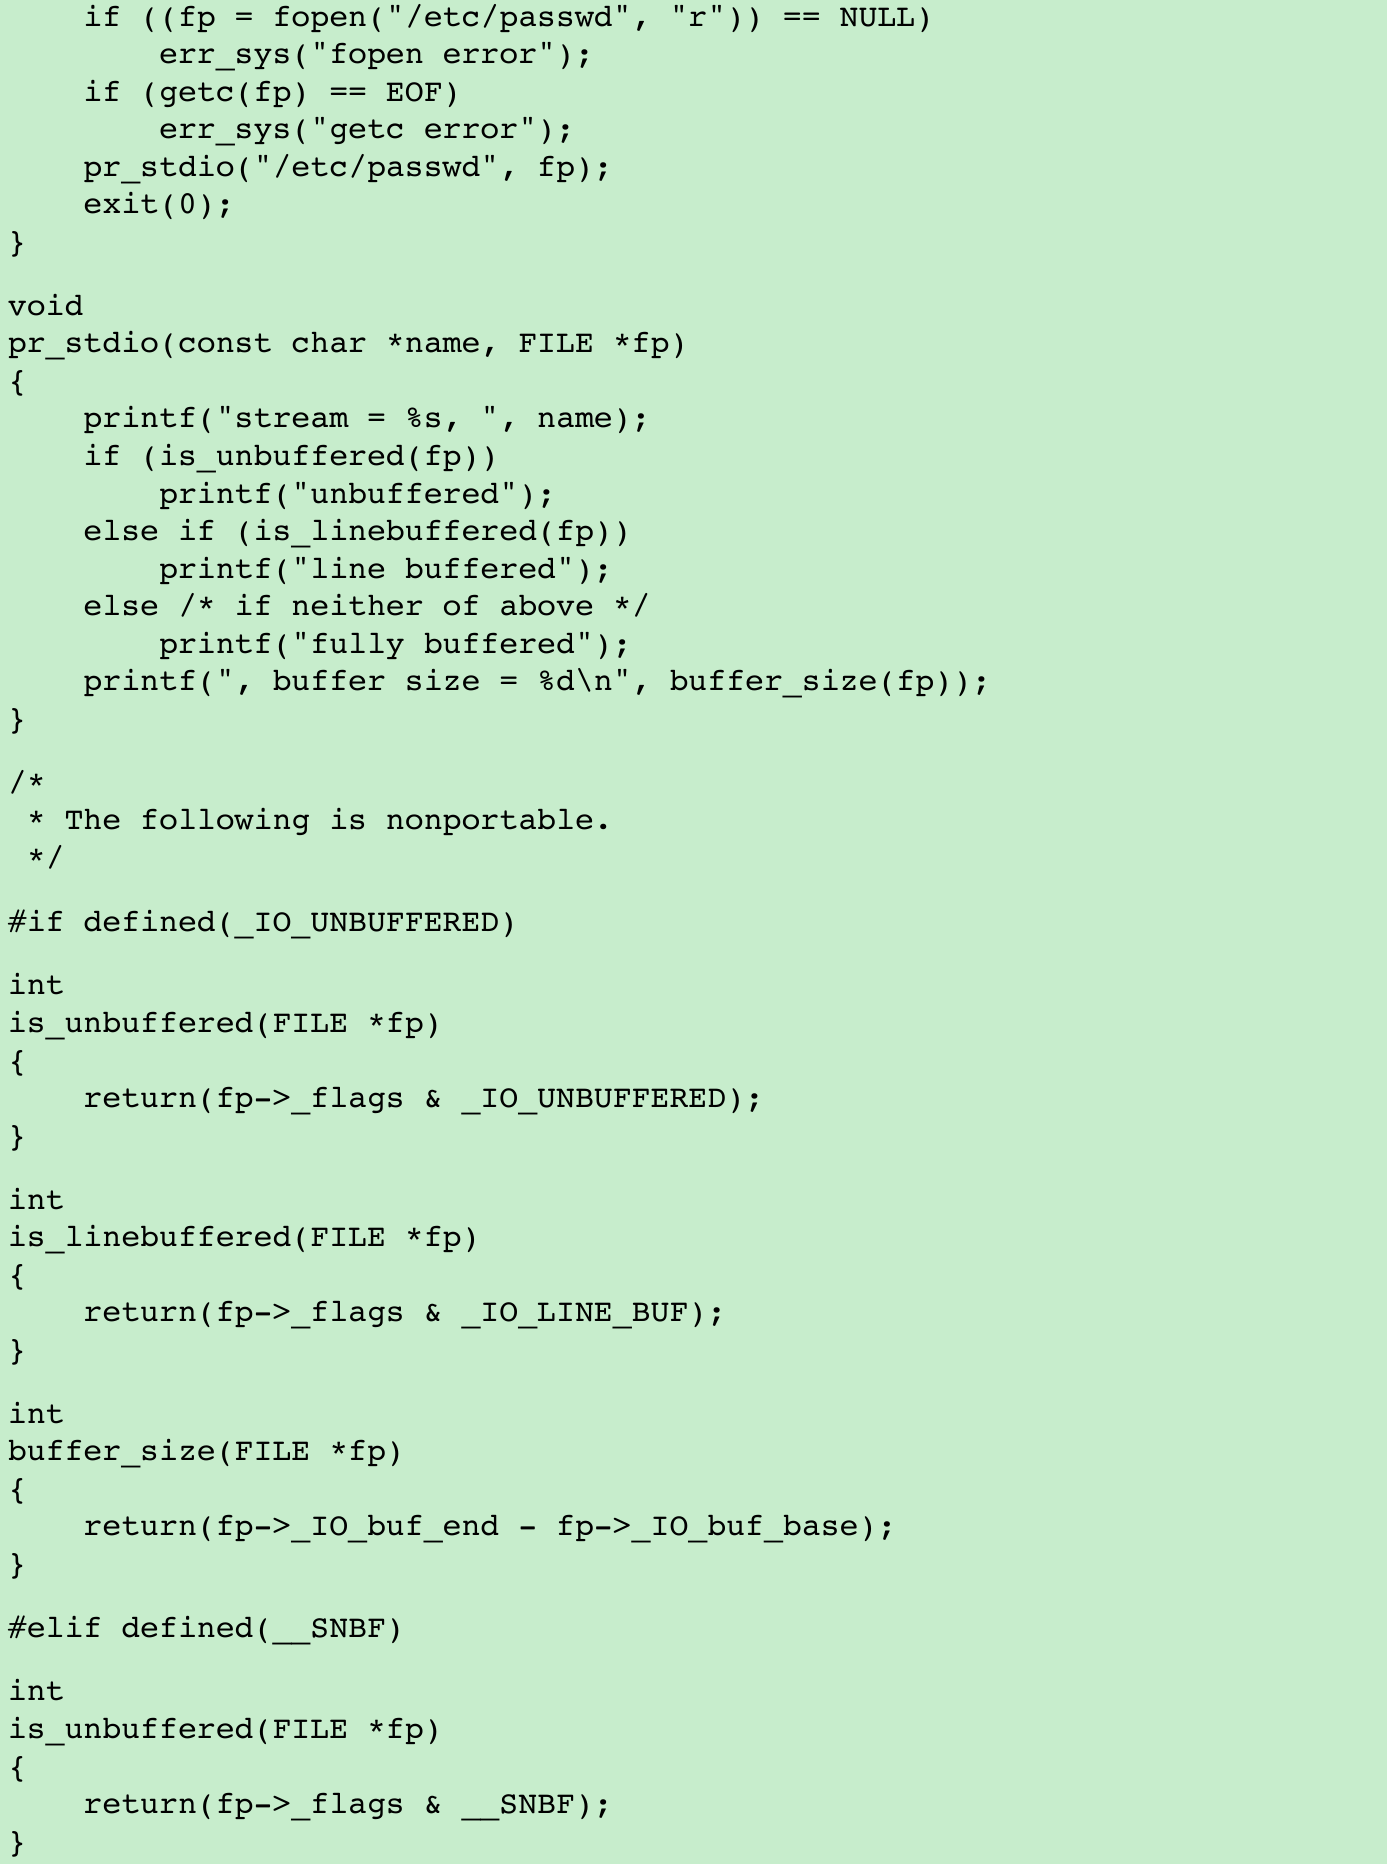 if ((fp = fopen("/etc/passwd", "r")) == NULL)
        err_sys("fopen error");
    if (getc(fp) == EOF)
        err_sys("getc error");
    pr_stdio("/etc/passwd", fp);
    exit(0);
}
void
pr_stdio(const char *name, FILE *fp)
{
    printf("stream = %s, ", name);
    if (is_unbuffered(fp))
        printf("unbuffered");
    else if (is_linebuffered(fp))
        printf("line buffered");
    else /* if neither of above */
        printf("fully buffered");
    printf(", buffer size = %d\n", buffer_size(fp));
}
/*
 * The following is nonportable.
 */
#if defined(_IO_UNBUFFERED)
int
is_unbuffered(FILE *fp)
{
    return(fp->_flags & _IO_UNBUFFERED);
}
int
is_linebuffered(FILE *fp)
{
    return(fp->_flags & _IO_LINE_BUF);
}
int
buffer_size(FILE *fp)
{
    return(fp->_IO_buf_end - fp->_IO_buf_base);
}
#elif defined(__SNBF)
int
is_unbuffered(FILE *fp)
{
    return(fp->_flags & __SNBF);
}